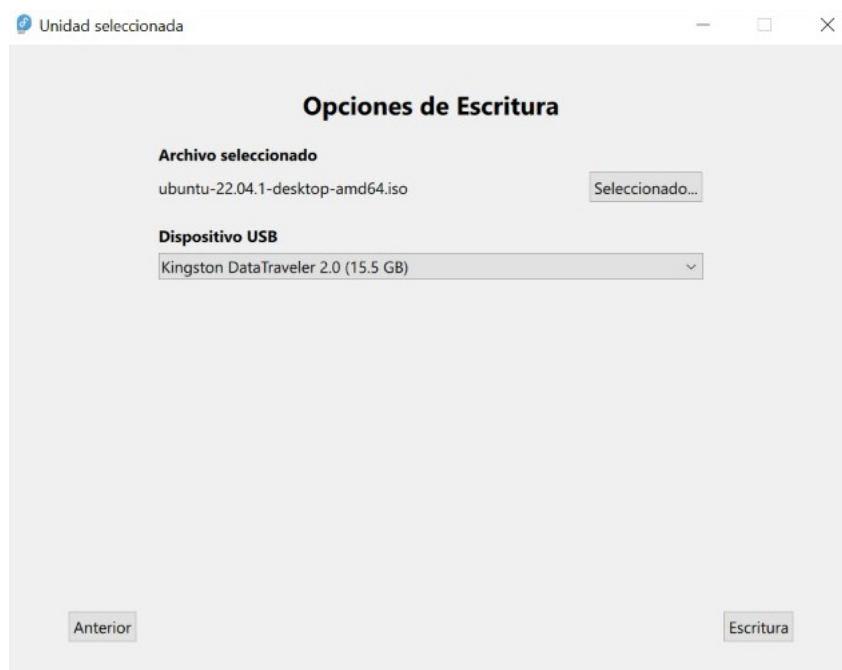 Unidad seleccionada
Opciones de Escritura
Archivo seleccionado
ubuntu-22.04.1-desktop-amd64.iso
Seleccionado...
Dispositivo USB
Kingston DataTraveler 2.0 (15.5 GB)
Anterior
Escritura